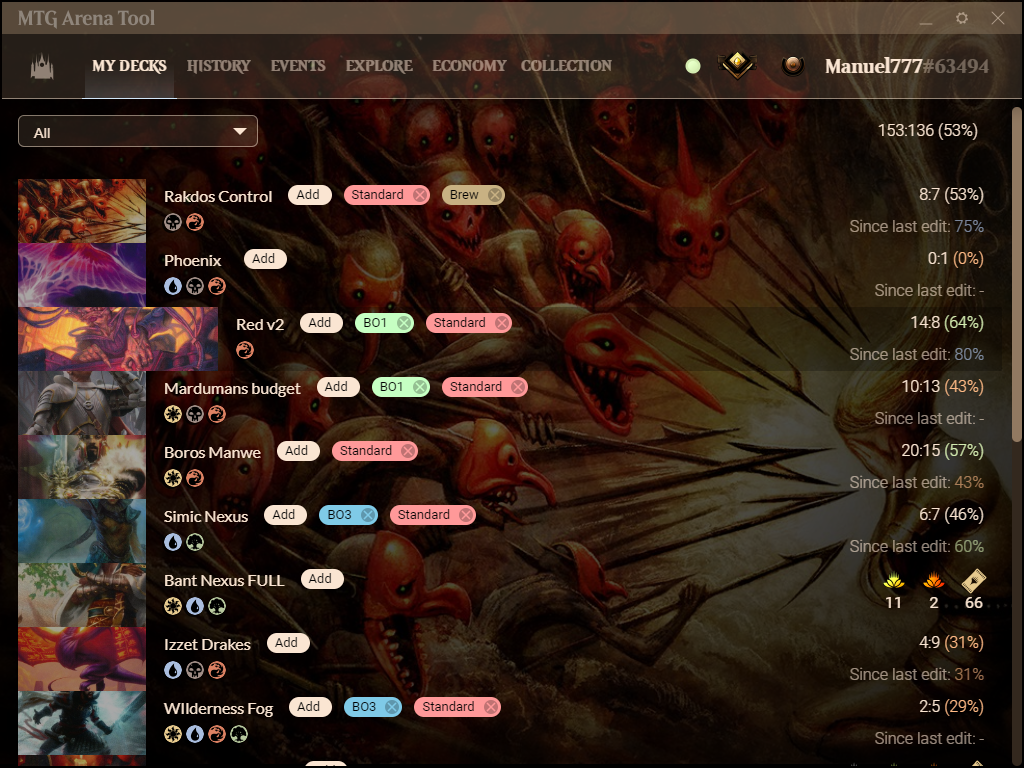 MTG Arena Tool
MY DECKS HISTORY EVENTS EXPLORE ECONOMY COLLECTION Manuel777#63494
All 153:136 (53%)
Rakdos Control Add Standard Brew 8:7 (53%)
Since last edit: 75%
Phoenix Add 0:1 (0%)
Since last edit: -
Red v2 Add BO1 Standard 14:8 (64%)
Since last edit: 80%
Mardumans budget Add BO1 Standard 10:13 (43%)
Since last edit: -
Boros Manwe Add Standard 20:15 (57%)
Since last edit: 43%
Simic Nexus Add BO3 Standard 6:7 (46%)
Since last edit: 60%
Bant Nexus FULL Add
11 2 66
Izzet Drakes Add 4:9 (31%)
Since last edit: 31%
WIlderness Fog Add BO3 Standard 2:5 (29%)
Since last edit: -